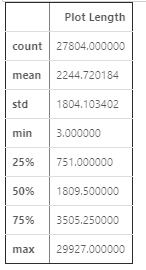 Plot Length
count 27804.000000
mean 2244.720184
std 1804.103402
min 3.000000
25% 751.000000
50% 1809.500000
75% 3505.250000
max 29927.000000